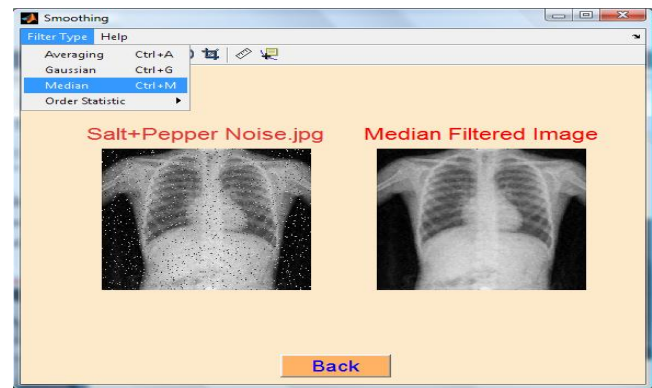 Smoothing
Filter Type Help
Averaging Ctrl+A
Gaussian Ctrl+G
Median Ctrl+M
Order Statistic
Salt+Pepper Noise.jpg Median Filtered Image
Back